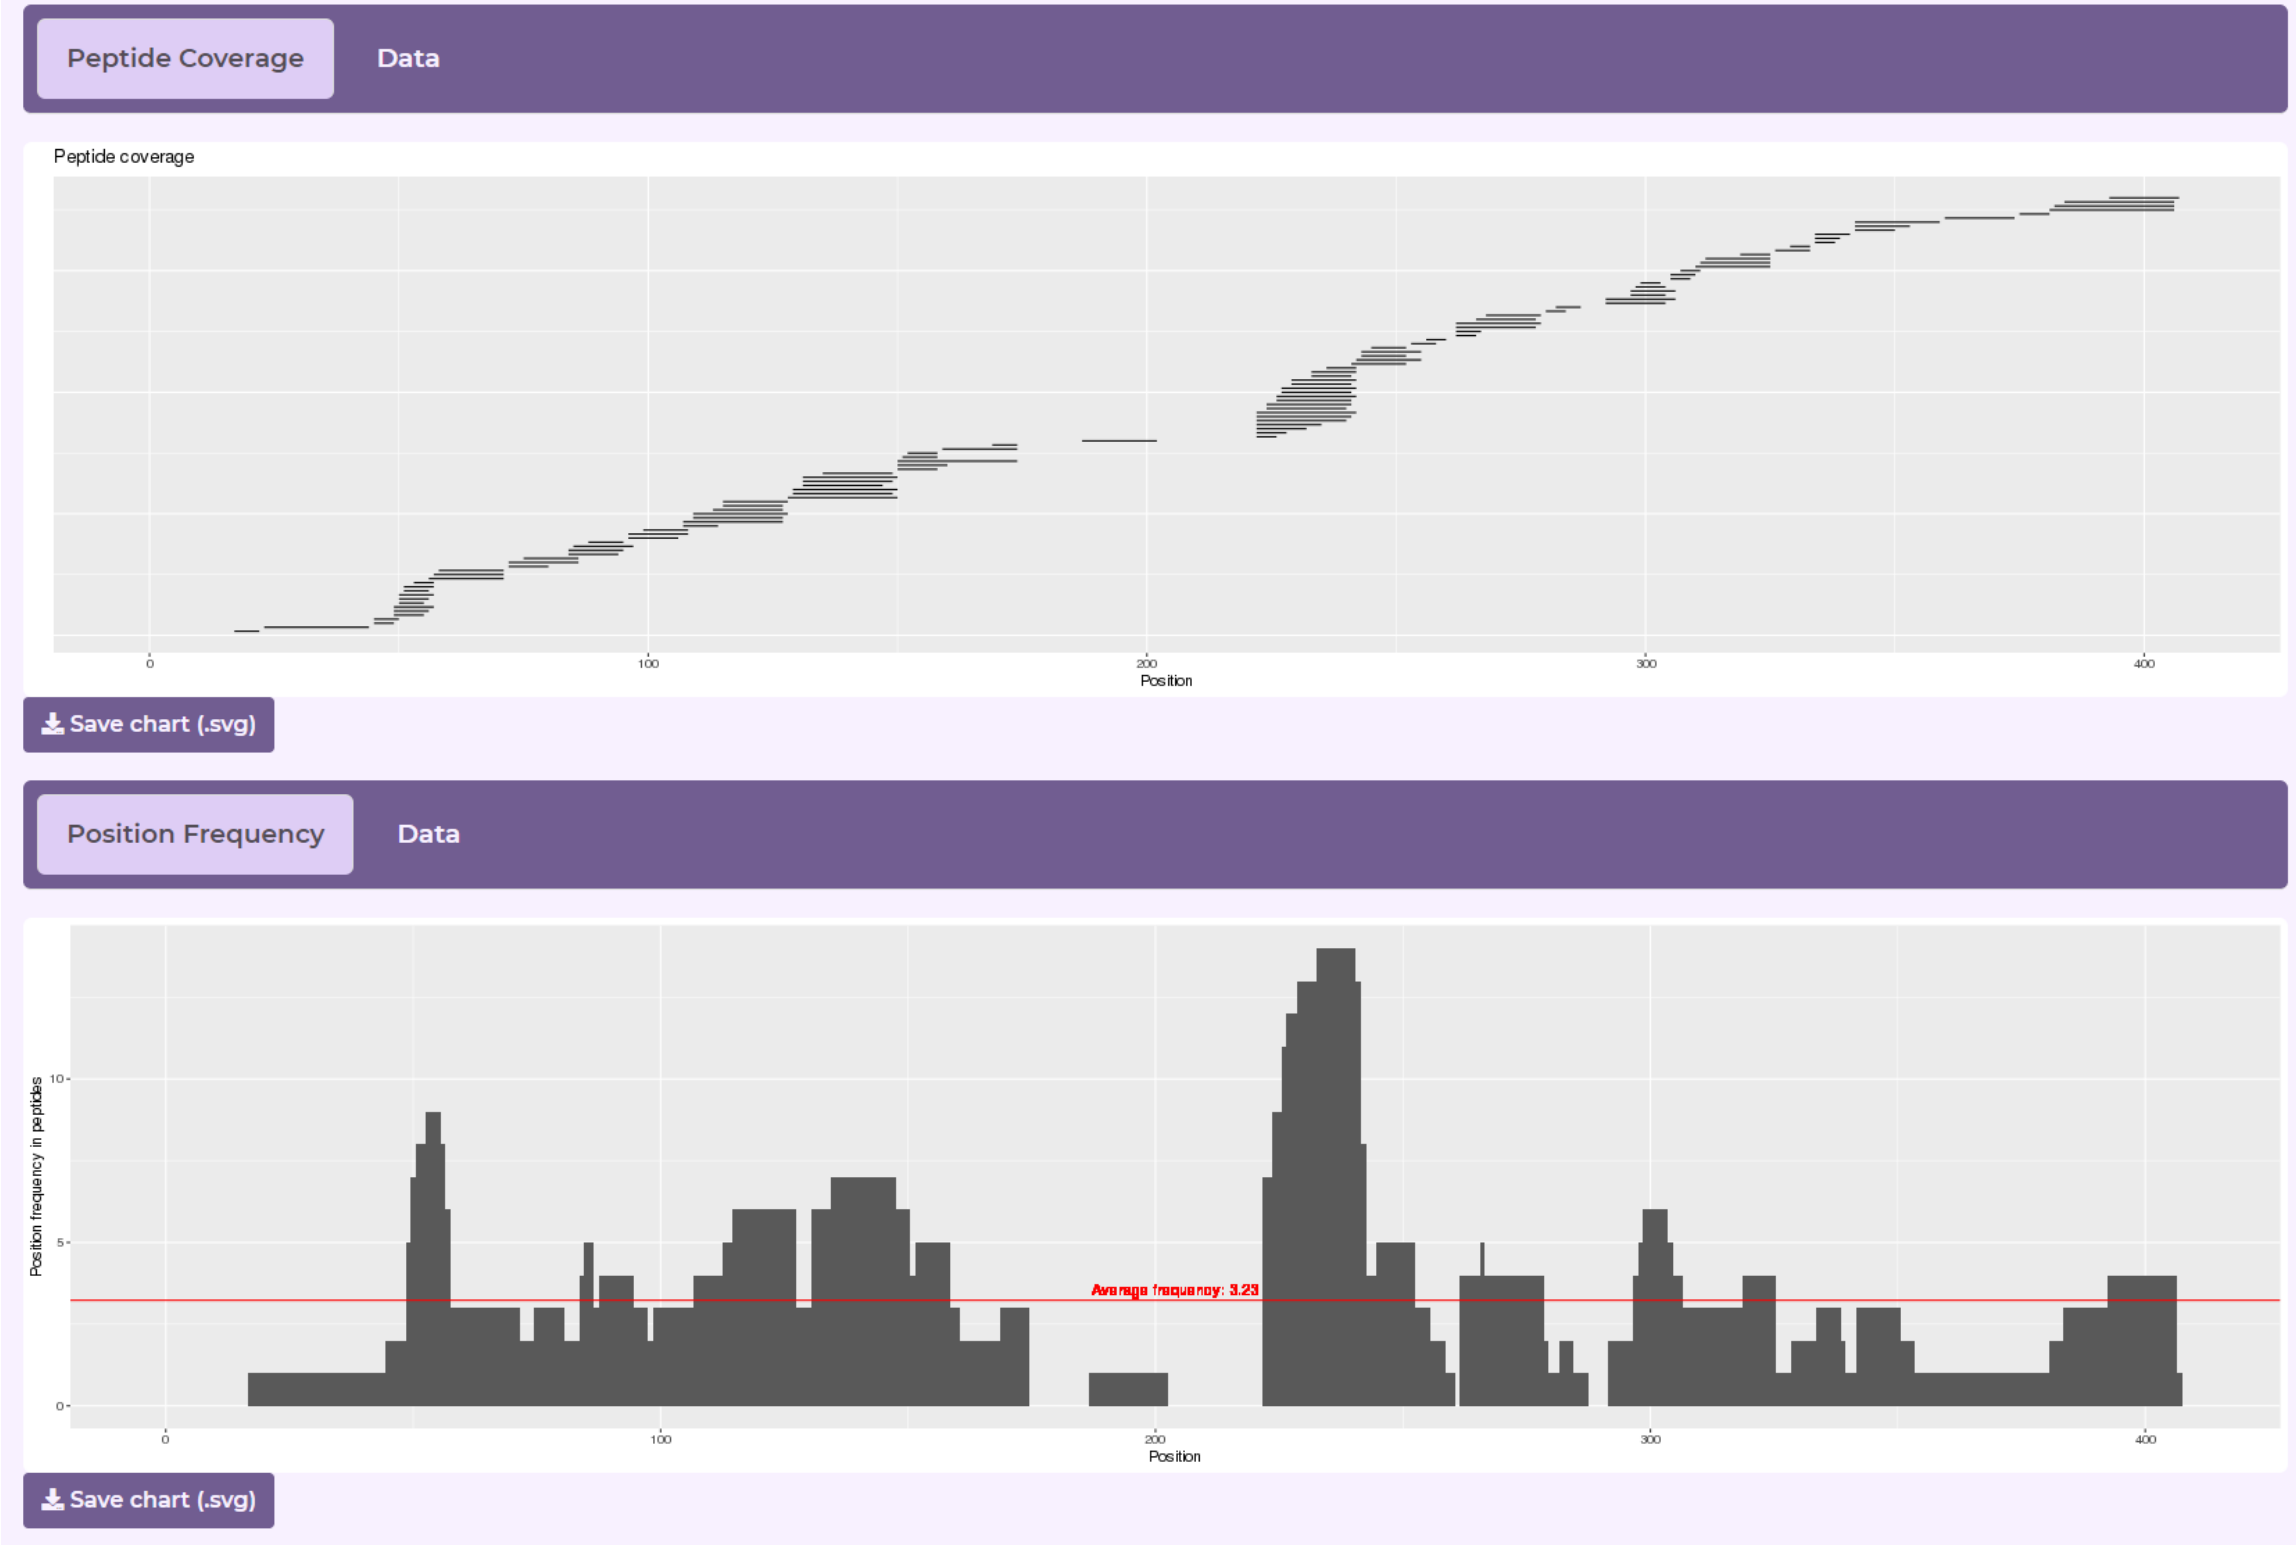 Peptide Coverage Data
Peptide coverage
0 100 200 300 400
Position
Save chart (.svg)
Position Frequency Data
Position frequency in peptides
10
5
0
Average frequency: 3.23
0 100 200 300 400
Position
Save chart (.svg)